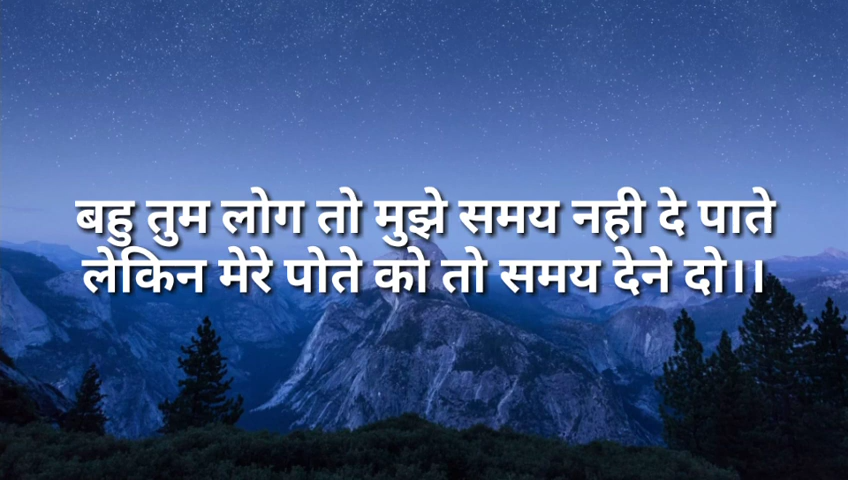 बहु तुम लोग तो मुझे समय नही दे पाते
लेकिन मेरे पोते को तो समय देने दो।।